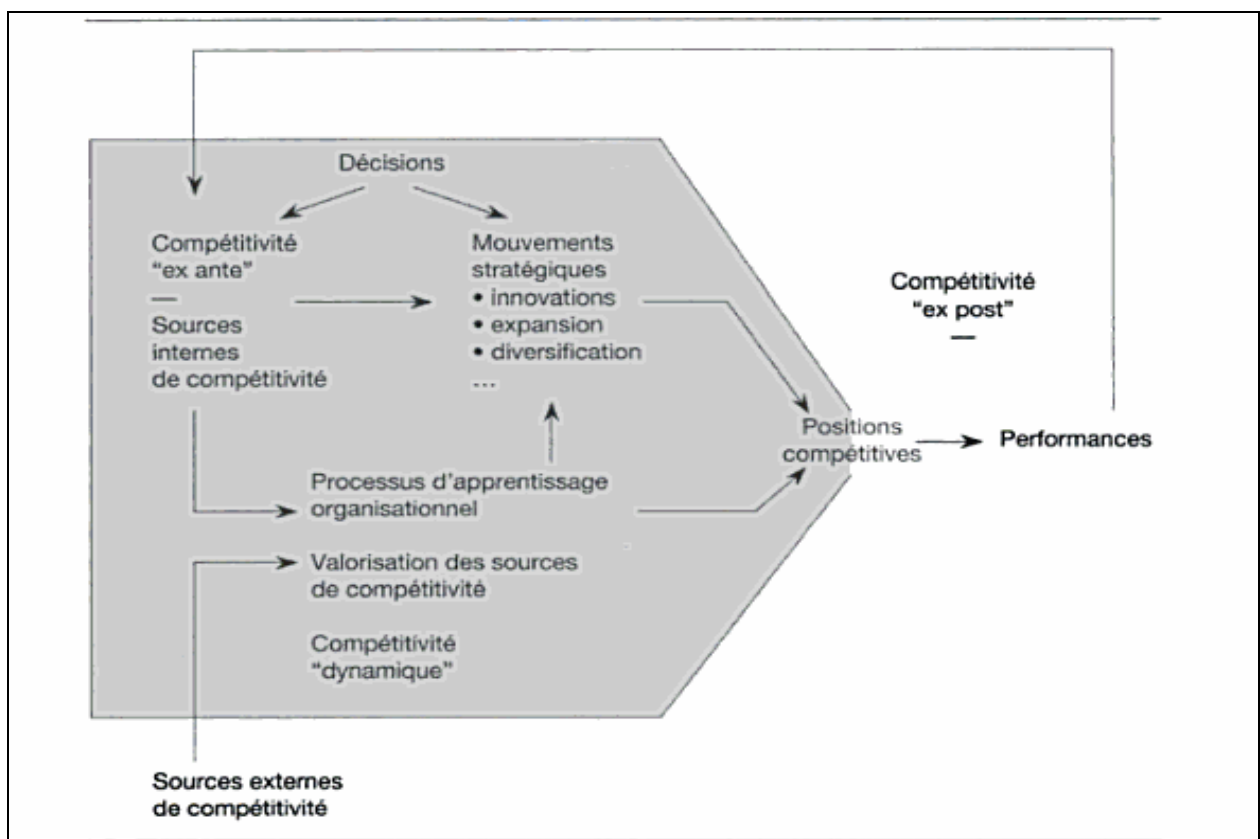 Décisions
Compétitivité
“ex ante”
—
Sources
internes
de compétitivité
Mouvements
stratégiques
• innovations
• expansion
• diversification
...
Compétitivité
“ex post”
—
Positions
compétitives
Performances
Processus d’apprentissage
organisationnel
Valorisation des sources
de compétitivité
Compétitivité
“dynamique”
Sources externes
de compétitivité